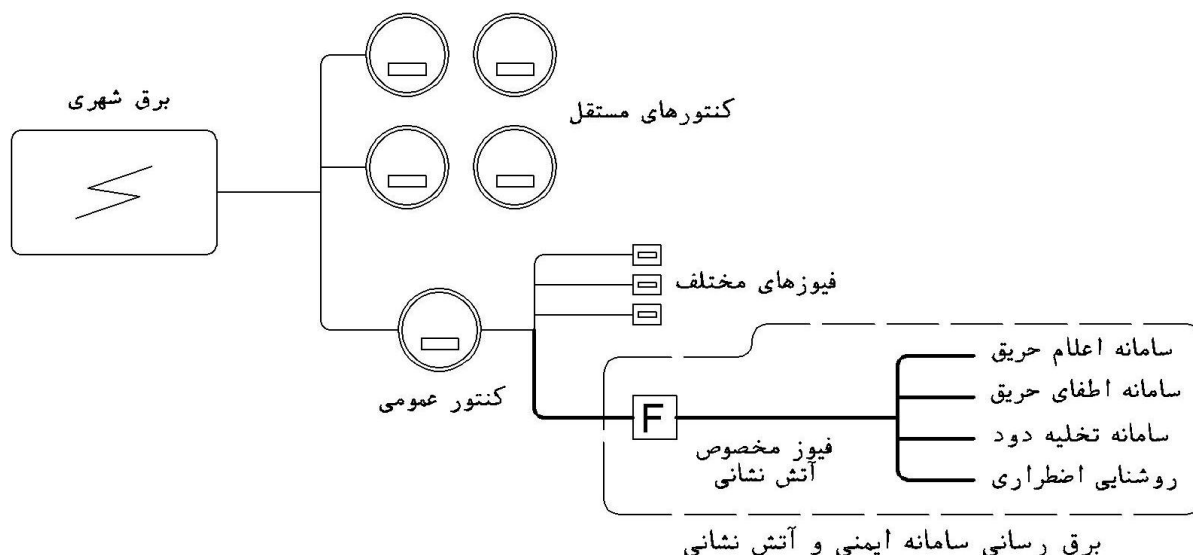 برق شهری
کنتورهای مستقل
فیوزهای مختلف
کنتور عمومی
F
فیوز مخصوص
آتش نشانی
سامانه اعلام حریق
سامانه اطفای حریق
سامانه تخلیه دود
روشنایی اضطراری
برق رسانی سامانه ایمنی و آتش نشانی